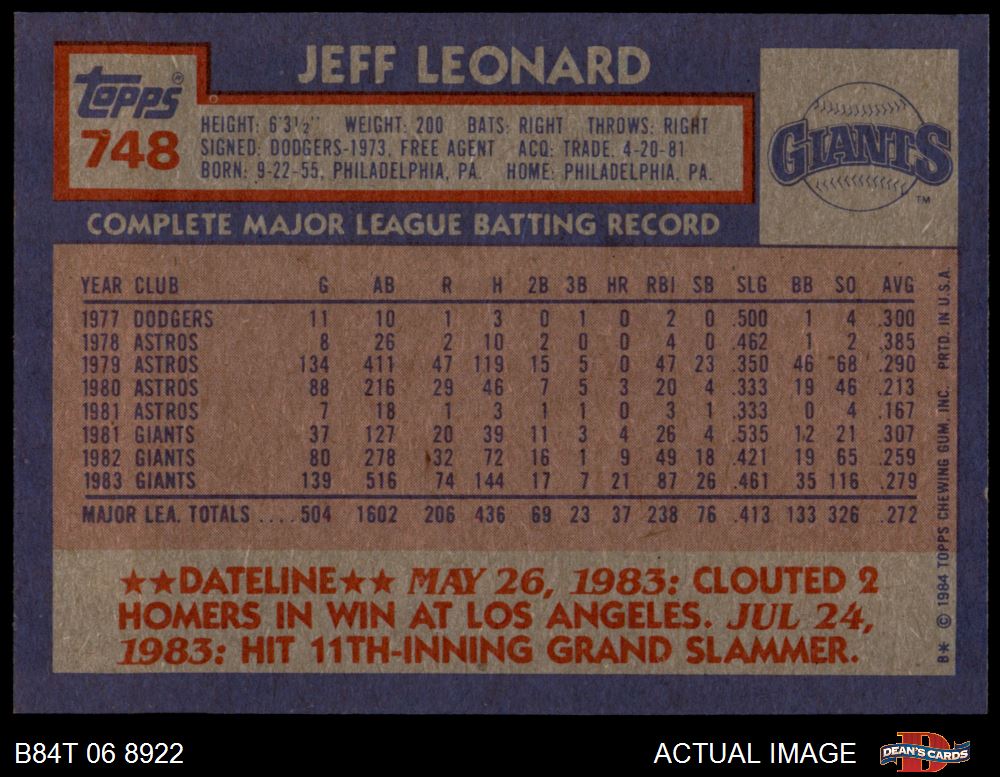 JEFF LEONARD
Topps®
748
HEIGHT: 6'3½" WEIGHT: 200 BATS: RIGHT THROWS: RIGHT
SIGNED: DODGERS-1973, FREE AGENT ACQ: TRADE, 4-20-81
BORN: 9-22-55, PHILADELPHIA, PA. HOME: PHILADELPHIA, PA.
GIANTS
TM
COMPLETE MAJOR LEAGUE BATTING RECORD
YEAR CLUB G AB R H 2B 3B HR RBI SB SLG BB SO AVG
1977 DODGERS 11 10 1 3 0 1 0 2 0 .500 1 4 .300
1978 ASTROS 8 26 2 10 2 0 0 4 0 .462 1 2 .385
1979 ASTROS 134 411 47 119 15 5 0 47 23 .350 46 68 .290
1980 ASTROS 88 216 29 46 7 5 3 20 4 .333 19 46 .213
1981 ASTROS 7 18 1 3 1 1 0 3 1 .333 0 4 .167
1981 GIANTS 37 127 20 39 11 3 4 26 4 .535 12 21 .307
1982 GIANTS 80 278 32 72 16 1 9 49 18 .421 19 65 .259
1983 GIANTS 139 516 74 144 17 7 21 87 26 .461 35 116 .279
MAJOR LEA. TOTALS ....504 1602 206 436 69 23 37 238 76 .413 133 326 .272
★★DATELINE★★ MAY 26, 1983: CLOUTED 2
HOMERS IN WIN AT LOS ANGELES. JUL 24,
1983: HIT 11TH-INNING GRAND SLAMMER.
B* © 1984 TOPPS CHEWING GUM, INC. PRTD. IN U.S.A.
B84T 06 8922
ACTUAL IMAGE
D
DEAN'S CARDS